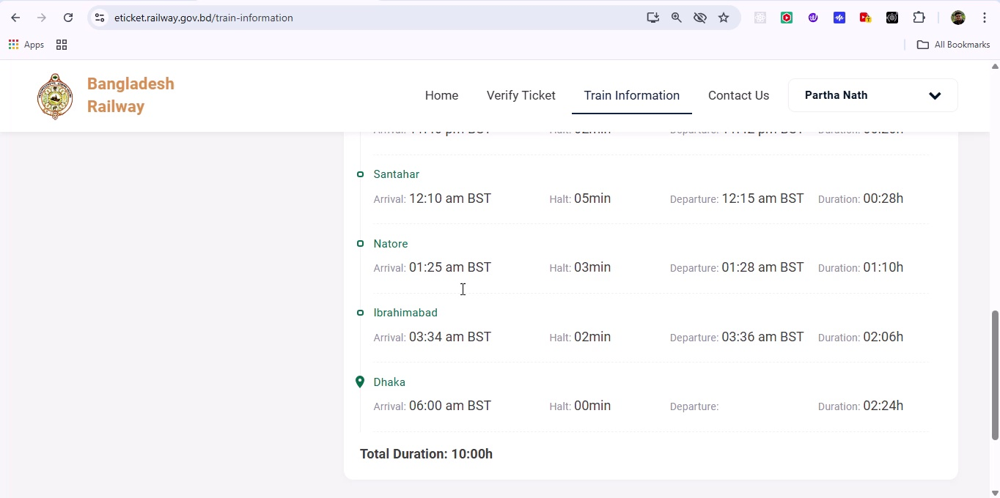 eticket.railway.gov.bd/train-information
Apps
All Bookmarks
Bangladesh
Railway
Home
Verify Ticket
Train Information
Contact Us
Partha Nath
Santahar
Arrival: 12:10 am BST Halt: 05min Departure: 12:15 am BST Duration: 00:28h
Natore
Arrival: 01:25 am BST Halt: 03min Departure: 01:28 am BST Duration: 01:10h
Ibrahimabad
Arrival: 03:34 am BST Halt: 02min Departure: 03:36 am BST Duration: 02:06h
Dhaka
Arrival: 06:00 am BST Halt: 00min Departure: Duration: 02:24h
Total Duration: 10:00h